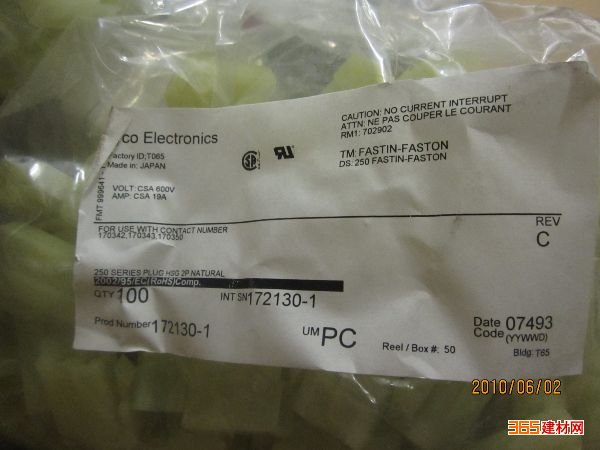 yco Electronics
Factory ID;T065
Made in: JAPAN
VOLT: CSA 600V
AMP: CSA 19A
FMT 999641
CAUTION: NO CURRENT INTERRUPT
ATTN: NE PAS COUPER LE COURANT
RM1: 702902
TM: FASTIN-FASTON
DS: 250 FASTIN-FASTON
FOR USE WITH CONTACT NUMBER
170342,170343,170350
REV
C
250 SERIES PLUG HSG 2P NATURAL
2002/95/EC(RoHS)Comp.
QTY 100
INT SN 172130-1
Prod Number 172130-1
UM PC
Reel / Box #: 50
Date Code 07493
(YYWWD)
Bldg: T65
2010/06/02
365建材网